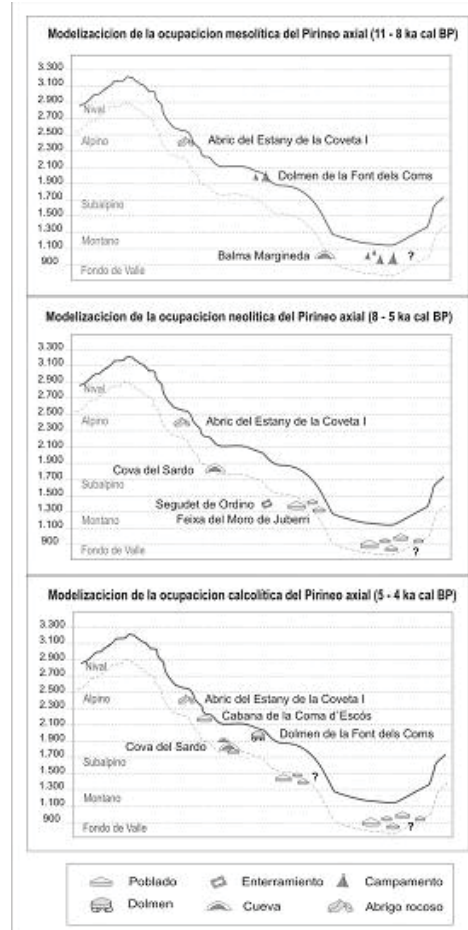 Modelizacicion de la ocupacion mesolítica del Pirineo axial (11 - 8 ka cal BP)
3.300
3.100
2.900
2.700
2.500
2.300
2.100
1.900
1.700
1.500
1.300
1.100
900
Nival
Alpino
Subalpino
Montano
Fondo de Valle
Abric del Estany de la Coveta I
Dolmen de la Font dels Coms
Balma Margineda
?
Modelizacicion de la ocupacicion neolítica del Pirineo axial (8 - 5 ka cal BP)
3.300
3.100
2.900
2.700
2.500
2.300
2.100
1.900
1.700
1.500
1.300
1.100
900
Nival
Alpino
Subalpino
Montano
Fondo de Valle
Abric del Estany de la Coveta I
Cova del Sardo
Segudet de Ordino
Feixa del Moro de Juberri
?
Modelizacicion de la ocupacicion calcolítica del Pirineo axial (5 - 4 ka cal BP)
3.300
3.100
2.900
2.700
2.500
2.300
2.100
1.900
1.700
1.500
1.300
1.100
900
Nival
Alpino
Subalpino
Montano
Fondo de Valle
Abric del Estany de la Coveta I
Cabana de la Coma d'Escós
Dolmen de la Font dels Coms
Cova del Sardo
?
?
Poblado Enterramiento Campamento
Dolmen Cueva Abrigo rocoso